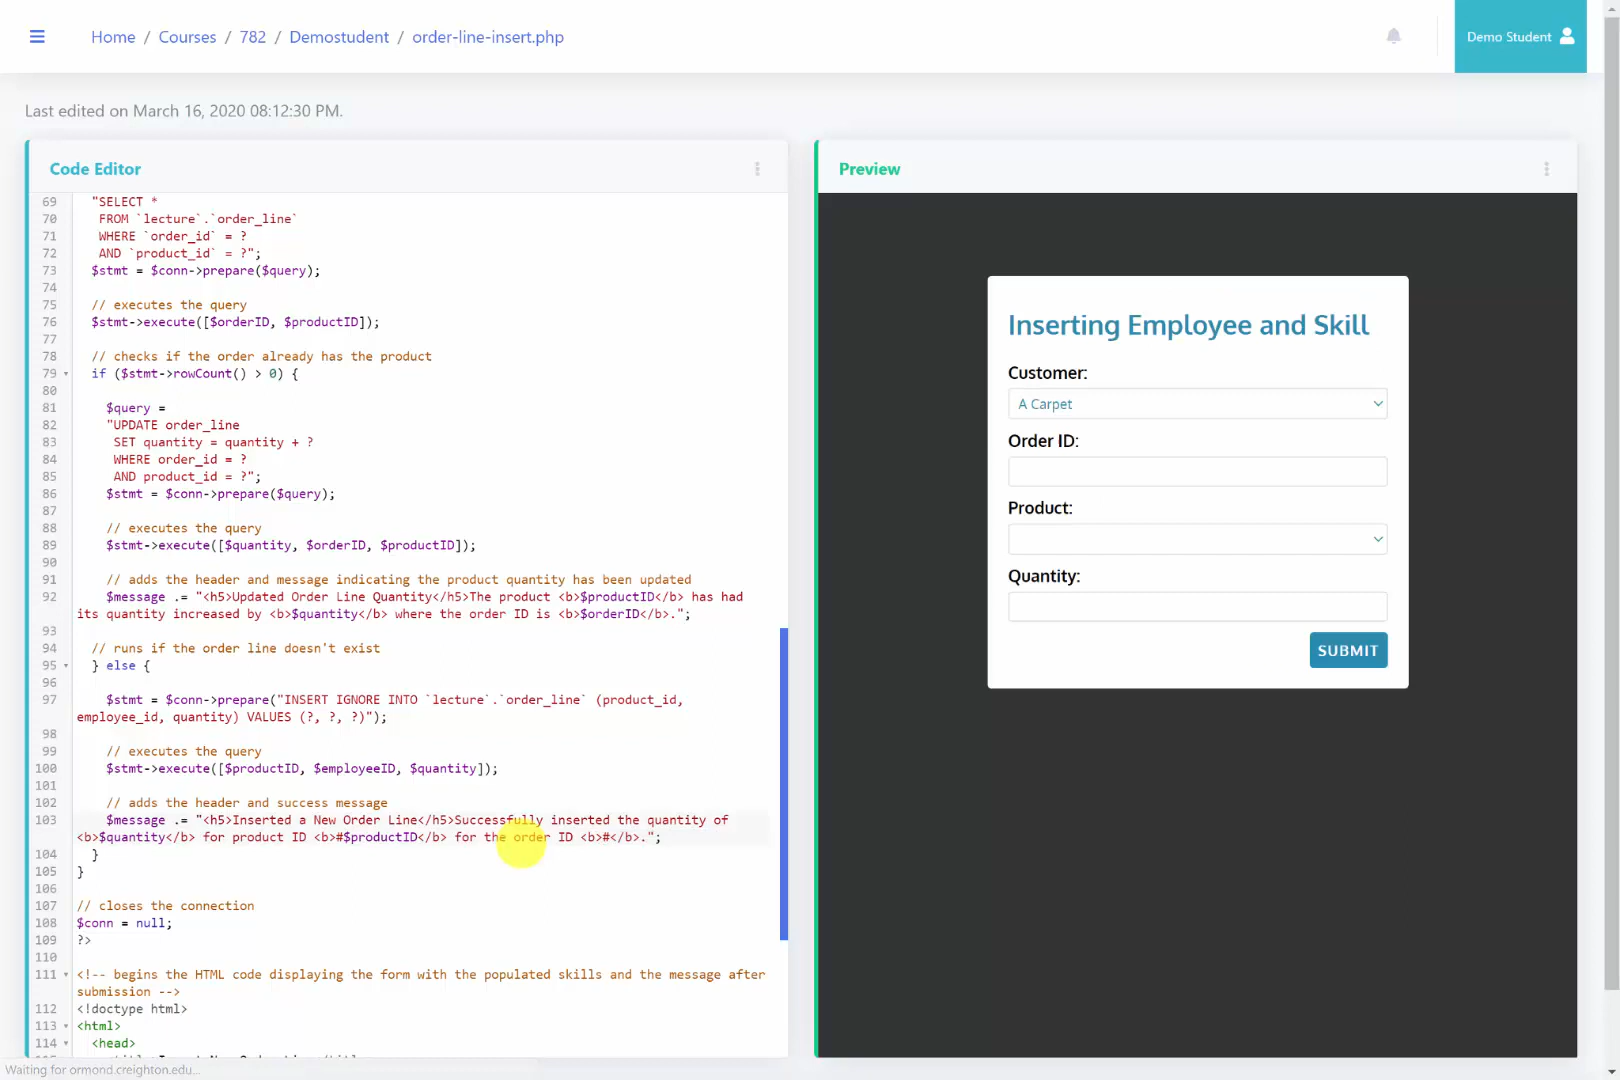 Home / Courses / 782 / Demostudent / order-line-insert.php
Demo Student
Last edited on March 16, 2020 08:12:30 PM.
Code Editor
69 "SELECT *
70 FROM `lecture`.`order_line`
71 WHERE `order_id` = ?
72 AND `product_id` = ?";
73 $stmt = $conn->prepare($query);
74
75 // executes the query
76 $stmt->execute([$orderID, $productID]);
77
78 // checks if the order already has the product
79 if ($stmt->rowCount() > 0) {
80
81 $query =
82 "UPDATE order_line
83 SET quantity = quantity + ?
84 WHERE order_id = ?
85 AND product_id = ?";
86 $stmt = $conn->prepare($query);
87
88 // executes the query
89 $stmt->execute([$quantity, $orderID, $productID]);
90
91 // adds the header and message indicating the product quantity has been updated
92 $message .= "<h5>Updated Order Line Quantity</h5>The product <b>$productID</b> has had
its quantity increased by <b>$quantity</b> where the order ID is <b>$orderID</b>.";
93
94 // runs if the order line doesn't exist
95 } else {
96
97 $stmt = $conn->prepare("INSERT IGNORE INTO `lecture`.`order_line` (product_id,
employee_id, quantity) VALUES (?, ?, ?)");
98
99 // executes the query
100 $stmt->execute([$productID, $employeeID, $quantity]);
101
102 // adds the header and success message
103 $message .= "<h5>Inserted a New Order Line</h5>Successfully inserted the quantity of
<b>$quantity</b> for product ID <b>#$productID</b> for the order ID <b>#</b>.";
104 }
105 }
106
107 // closes the connection
108 $conn = null;
109 ?>
110
111 <!-- begins the HTML code displaying the form with the populated skills and the message after
submission -->
112 <!doctype html>
113 <html>
114 <head>
Waiting for ormond.creighton.edu...
Preview
Inserting Employee and Skill
Customer:
A Carpet
Order ID:
Product:
Quantity:
SUBMIT